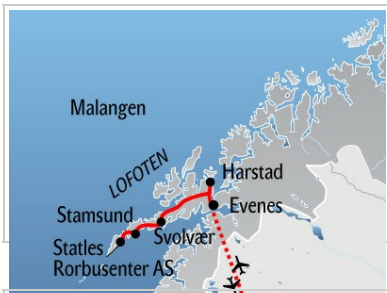 Malangen
LOFOTEN
Harstad
Evenes
Stamsund
Svolvær
Statles
Rorbusenter AS